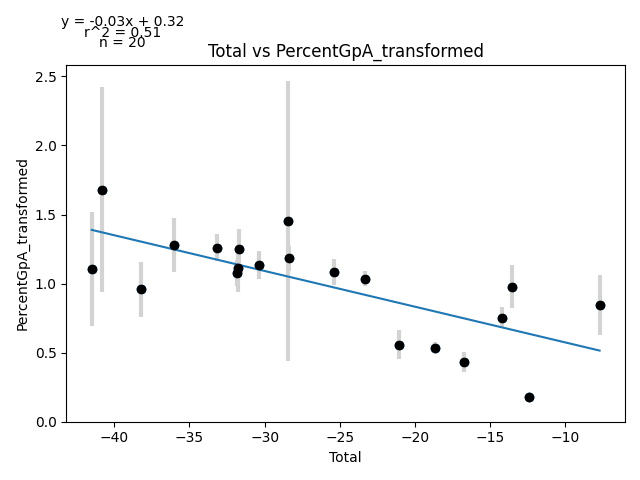 y = -0.03x + 0.32
r^2 = 0.51
n = 20
Total vs PercentGpA_transformed
PercentGpA_transformed
2.5
2.0
1.5
1.0
0.5
0.0
−40
−35
−30
−25
−20
−15
−10
Total